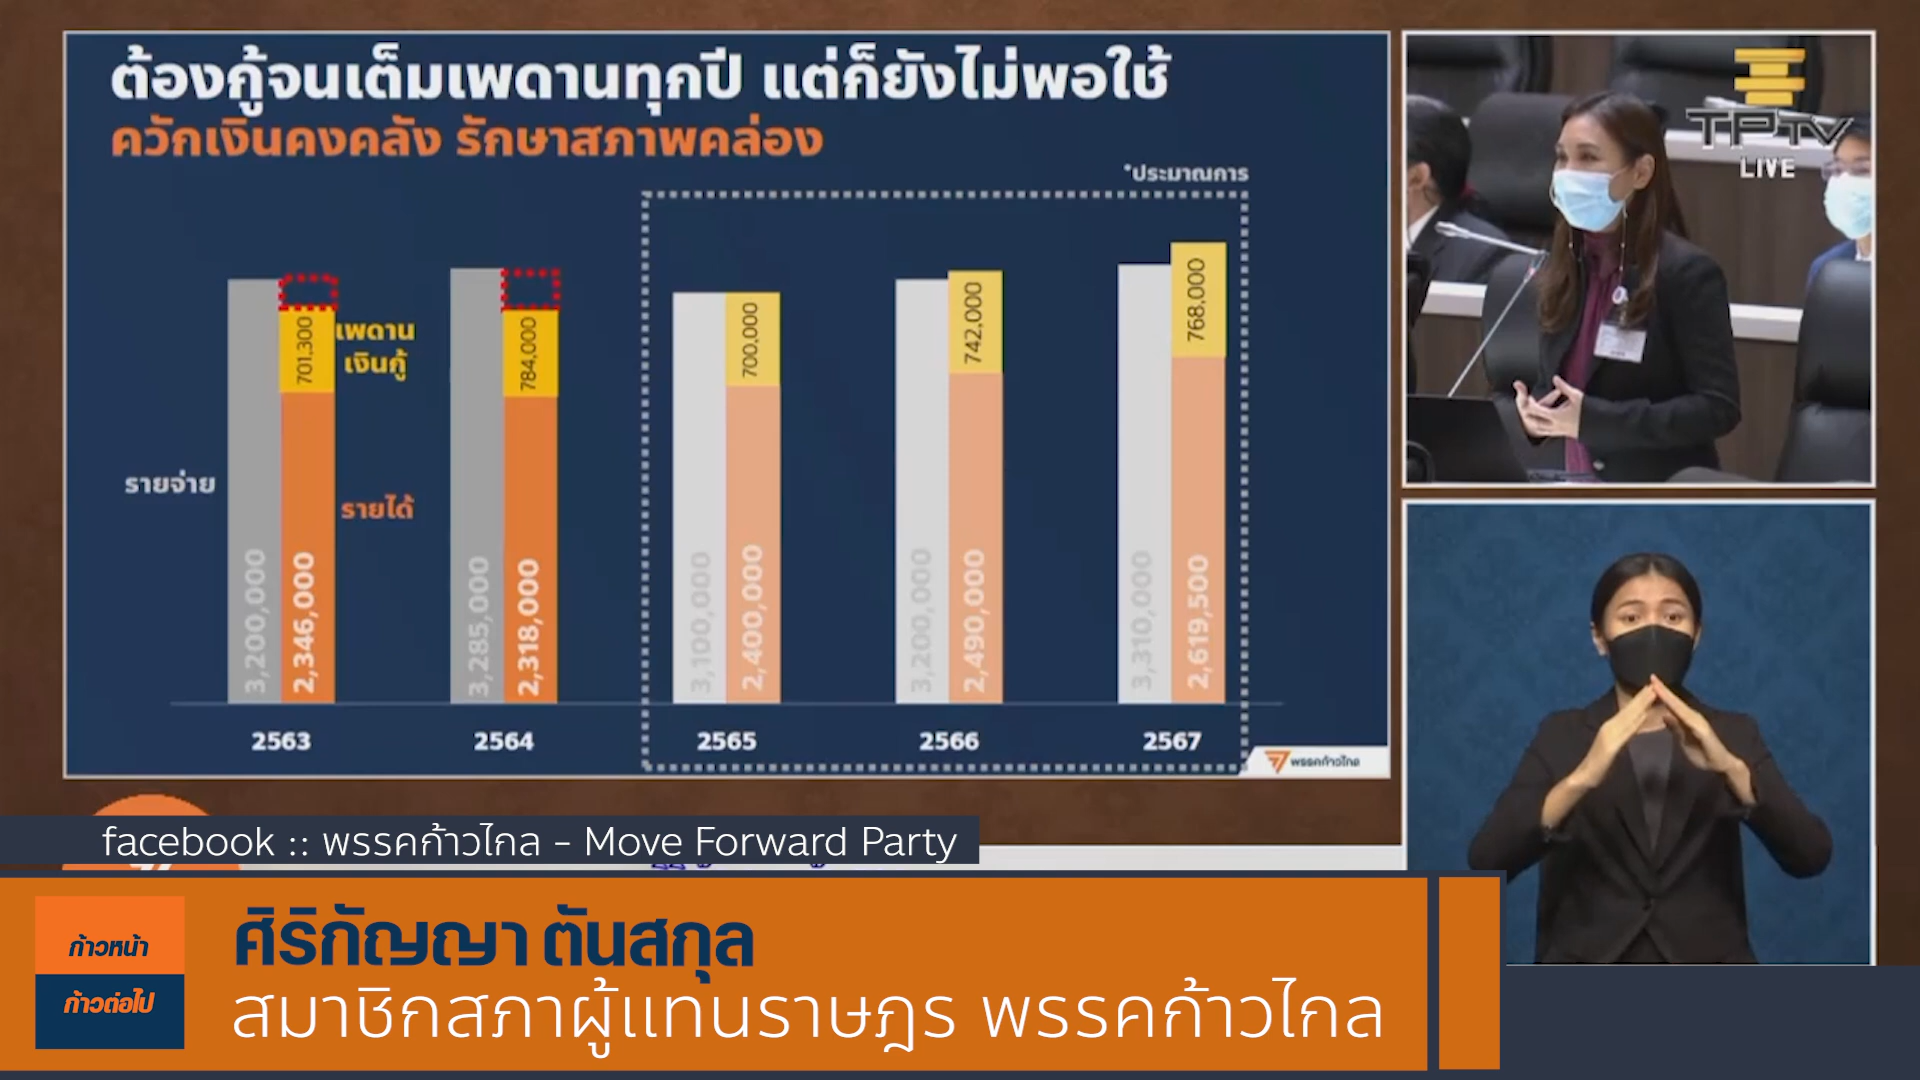 ต้องกู้จนเต็มเพดานทุกปี แต่ก็ยังไม่พอใช้
ควักเงินคงคลัง รักษาสภาพคล่อง
*ประมาณการ
เพดาน
เงินกู้
รายจ่าย
รายได้
3,200,000
2,346,000
701,300
3,285,000
2,318,000
784,000
3,100,000
2,400,000
700,000
3,200,000
2,490,000
742,000
3,310,000
2,619,500
768,000
2563
2564
2565
2566
2567
พรรคก้าวไกล
TPTV
LIVE
facebook :: พรรคก้าวไกล - Move Forward Party
ก้าวหน้า
ก้าวต่อไป
ศิริกัญญา ตันสกุล
สมาชิกสภาผู้แทนราษฎร พรรคก้าวไกล